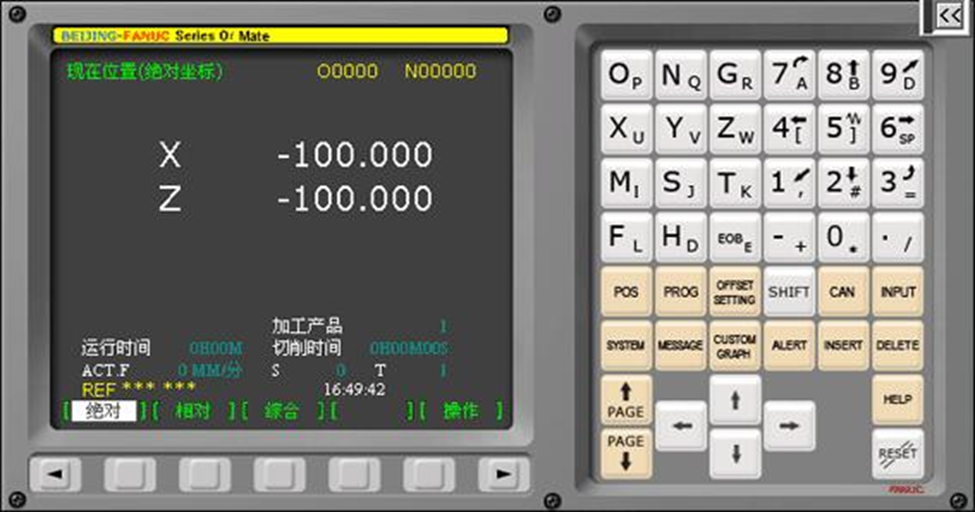 <<
BEIJING-FANUC Series Oi Mate
现在位置(绝对坐标) O0000 N00000
X -100.000
Z -100.000
加工产品 1
运行时间 0H00M 切削时间 0H00M00S
ACT.F 0 MM/分 S 0 T 1
REF *** *** 16:49:42
[ 绝对 ] [ 相对 ] [ 综合 ] [ ] [ 操作 ]
O P N Q G R 7 A 8 B 9 D
X U Y V Z W 4 [ 5 ] 6 SP
M I S J T K 1 , 2 # 3 =
F L H D EOB E - + 0 * . /
POS PROG OFFSET SETTING SHIFT CAN INPUT
SYSTEM MESSAGE CUSTOM GRAPH ALERT INSERT DELETE
PAGE HELP
PAGE RESET
FANUC